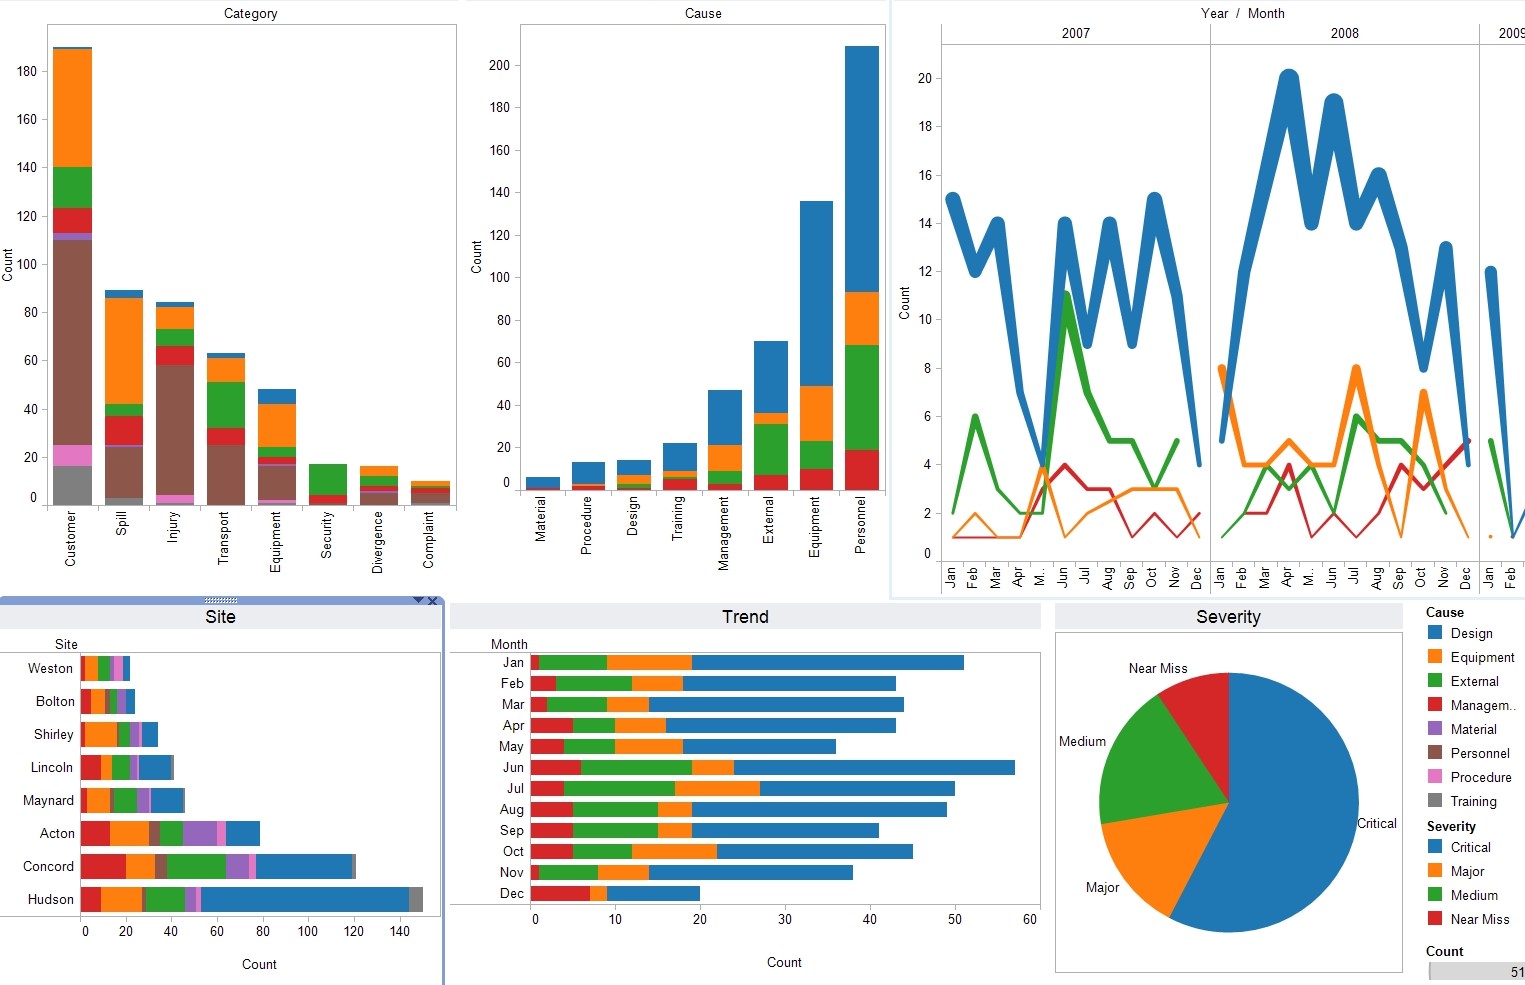 Category
Count
180
160
140
120
100
80
60
40
20
0
Customer
Spill
Injury
Transport
Equipment
Security
Divergence
Complaint
Cause
Count
200
180
160
140
120
100
80
60
40
20
0
Material
Procedure
Design
Training
Management
External
Equipment
Personnel
Year / Month
2007 2008 2009
Count
20
18
16
14
12
10
8
6
4
2
0
Jan Feb Mar Apr M.. Jun Jul Aug Sep Oct Nov Dec Jan Feb Mar Apr M.. Jun Jul Aug Sep Oct Nov Dec Jan Feb
Site
Site
Weston
Bolton
Shirley
Lincoln
Maynard
Acton
Concord
Hudson
0 20 40 60 80 100 120 140
Count
Trend
Month
Jan
Feb
Mar
Apr
May
Jun
Jul
Aug
Sep
Oct
Nov
Dec
0 10 20 30 40 50 60
Count
Severity
Near Miss
Medium
Critical
Major
Cause
Design
Equipment
External
Managem..
Material
Personnel
Procedure
Training
Severity
Critical
Major
Medium
Near Miss
Count
51